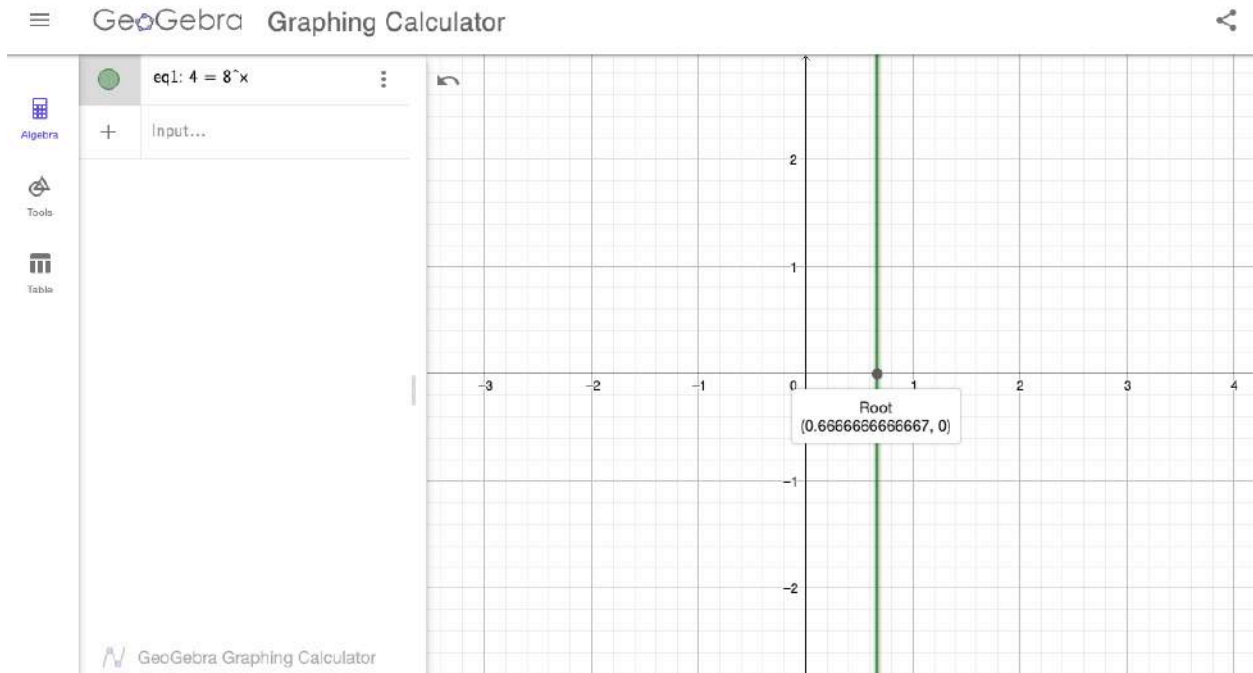 GeoGebra Graphing Calculator
eq1: 4 = 8^x
Algebra
Input...
Tools
Table
2
1
-3 -2 -1 0 1 2 3 4
Root
(0.6666666666667, 0)
-1
-2
GeoGebra Graphing Calculator